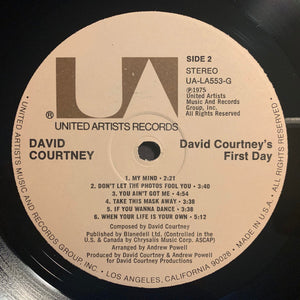 UA
SIDE 2
STEREO
UA-LA553-G
℗1975
United Artists
Music And Records
Group, Inc.
All Rights Reserved
UNITED ARTISTS RECORDS
DAVID
COURTNEY
David Courtney's
First Day
1. MY MIND - 2:21
2. DON'T LET THE PHOTOS FOOL YOU - 3:40
3. YOU AIN'T GOT ME - 4:54
4. TAKE THIS MASK AWAY - 3:38
5. IF YOU WANNA DANCE - 3:38
6. WHEN YOUR LIFE IS YOUR OWN - 5:12
Composed by David Courtney
Published by Blanedell Ltd. (Controlled in the
U.S. & Canada by Chrysalis Music Corp. ASCAP)
Arranged by Andrew Powell
Produced by David Courtney & Andrew Powell
for David Courtney Productions
MUSIC AND RECORDS GROUP INC. • LOS ANGELES, CALIFORNIA 90028 • MADE IN U.S.A. • ALL RIGHTS RESERVED